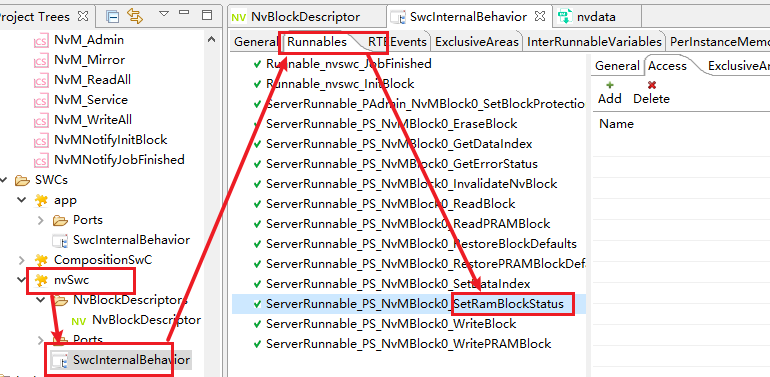 Project Trees
NvM_Admin
NvM_Mirror
NvM_ReadAll
NvM_Service
NvM_WriteAll
NvMNotifyInitBlock
NvMNotifyJobFinished
SWCs
app
Ports
SwcInternalBehavior
CompositionSwC
nvSwc
NvBlockDescriptors
NvBlockDescriptor
Ports
SwcInternalBehavior
NV NvBlockDescriptor SwcInternalBehavior nvdata
General Runnables RTEEvents ExclusiveAreas InterRunnableVariables PerInstanceMemo
Runnable_nvswc_JobFinished
Runnable_nvswc_InitBlock
ServerRunnable_PAdmin_NvMBlock0_SetBlockProtectio
ServerRunnable_PS_NvMBlock0_EraseBlock
ServerRunnable_PS_NvMBlock0_GetDataIndex
ServerRunnable_PS_NvMBlock0_GetErrorStatus
ServerRunnable_PS_NvMBlock0_InvalidateNvBlock
ServerRunnable_PS_NvMBlock0_ReadBlock
ServerRunnable_PS_NvMBlock0_ReadPRAMBlock
ServerRunnable_PS_NvMBlock0_RestoreBlockDefaults
ServerRunnable_PS_NvMBlock0_RestorePRAMBlockDef
ServerRunnable_PS_NvMBlock0_SetDataIndex
ServerRunnable_PS_NvMBlock0_SetRamBlockStatus
ServerRunnable_PS_NvMBlock0_WriteBlock
ServerRunnable_PS_NvMBlock0_WritePRAMBlock
General Access ExclusiveArea
Add Delete
Name